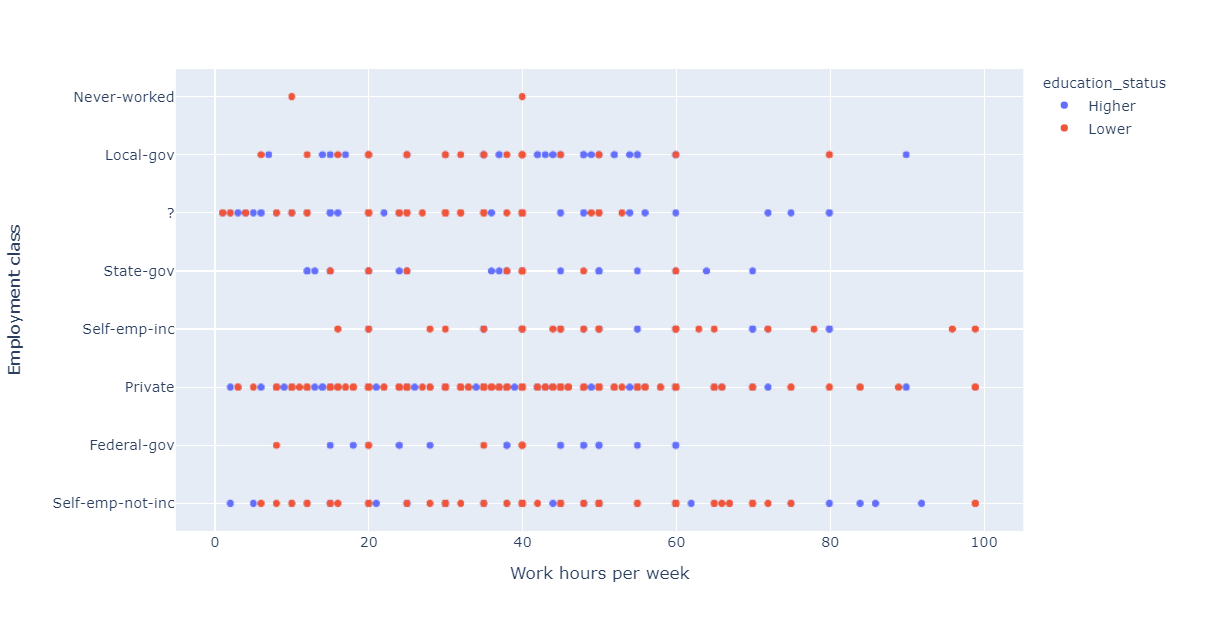 education_status
Higher
Lower
Never-worked
Local-gov
?
State-gov
Self-emp-inc
Private
Federal-gov
Self-emp-not-inc
Employment class
0 20 40 60 80 100
Work hours per week